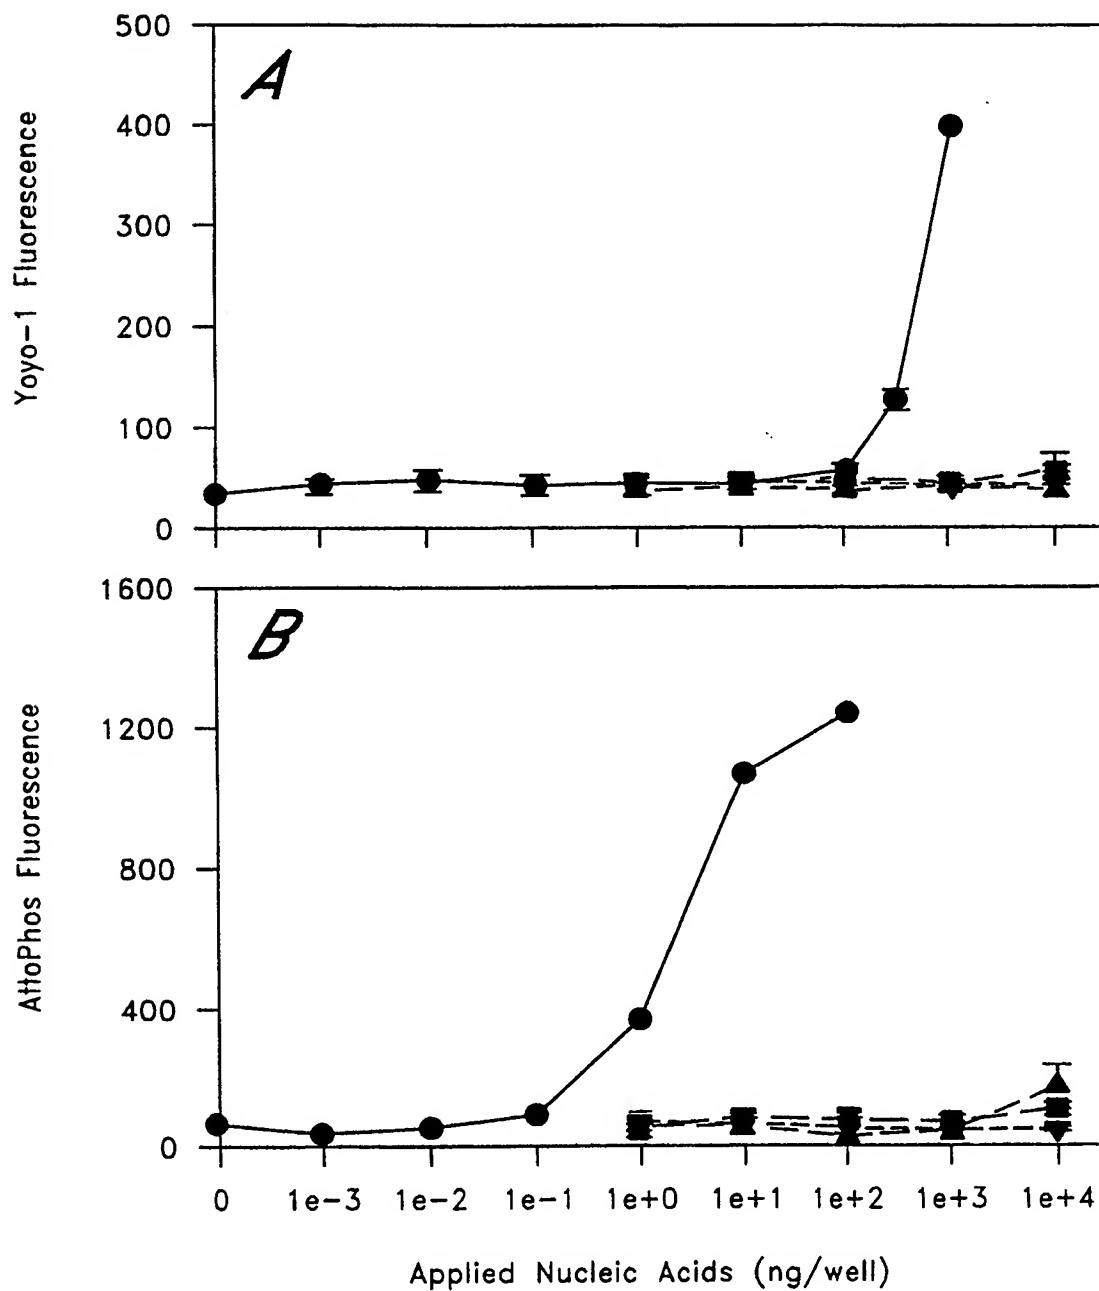 A
500
400
300
200
100
0
Yoyo-1 Fluorescence
B
1600
1200
800
400
0
AttoPhos Fluorescence
0 1e-3 1e-2 1e-1 1e+0 1e+1 1e+2 1e+3 1e+4
Applied Nucleic Acids (ng/well)